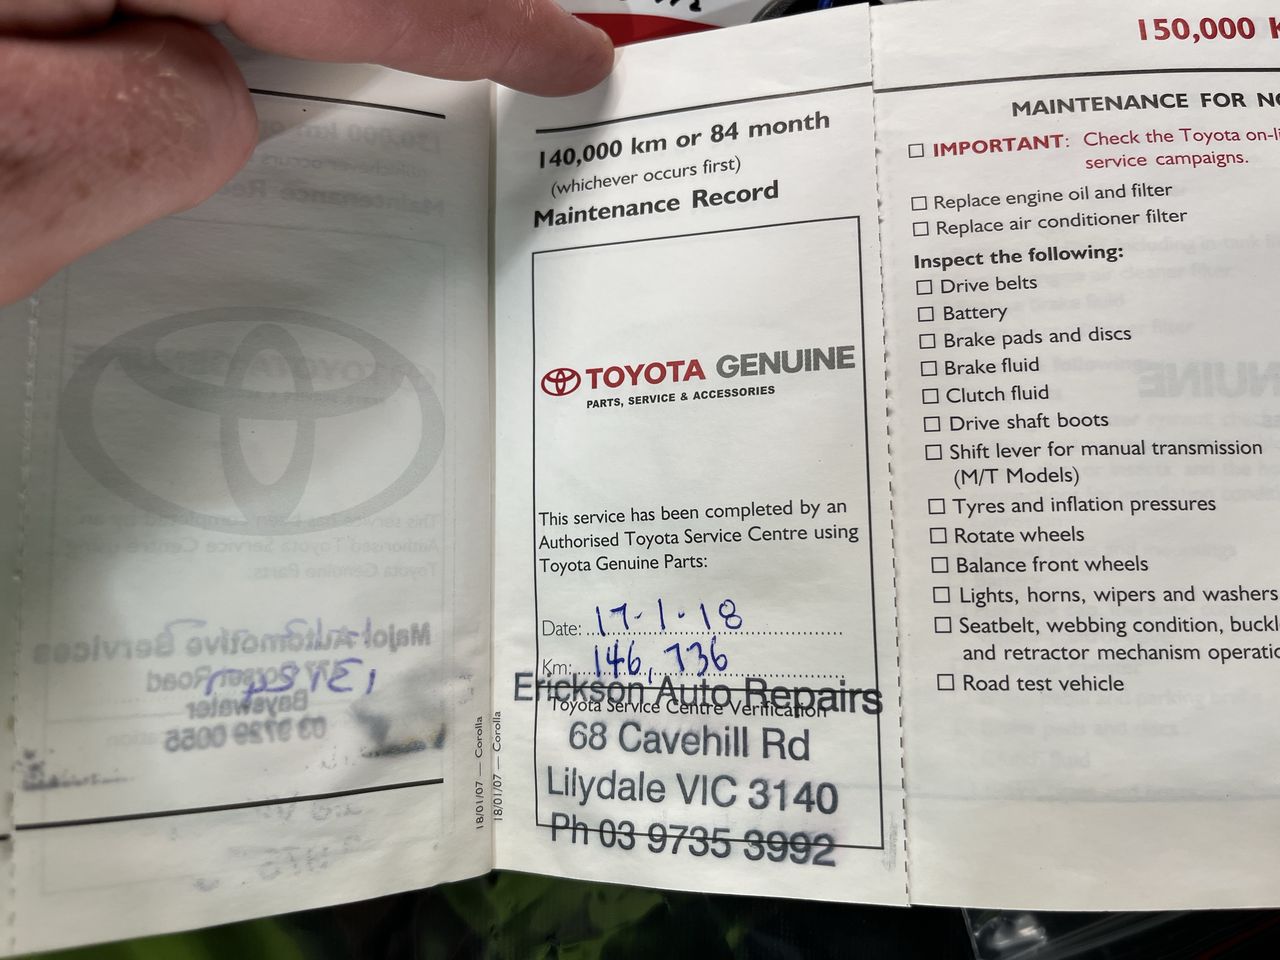 140,000 km or 84 month
(whichever occurs first)
Maintenance Record
TOYOTA GENUINE
PARTS, SERVICE & ACCESSORIES
This service has been completed by an
Authorised Toyota Service Centre using
Toyota Genuine Parts:
Date: 17-1-18
Km: 146,736
Toyota Service Centre Verification
Erickson Auto Repairs
68 Cavehill Rd
Lilydale VIC 3140
Ph 03 9735 3992
18/01/07 — Corolla
18/01/07 — Corolla
150,000
MAINTENANCE FOR
IMPORTANT: Check the Toyota
service campaigns.
Replace engine oil and filter
Replace air conditioner filter
Inspect the following:
Drive belts
Battery
Brake pads and discs
Brake fluid
Clutch fluid
Drive shaft boots
Shift lever for manual transmission
(M/T Models)
Tyres and inflation pressures
Rotate wheels
Balance front wheels
Lights, horns, wipers and washers
Seatbelt, webbing condition,
and retractor mechanism
Road test vehicle